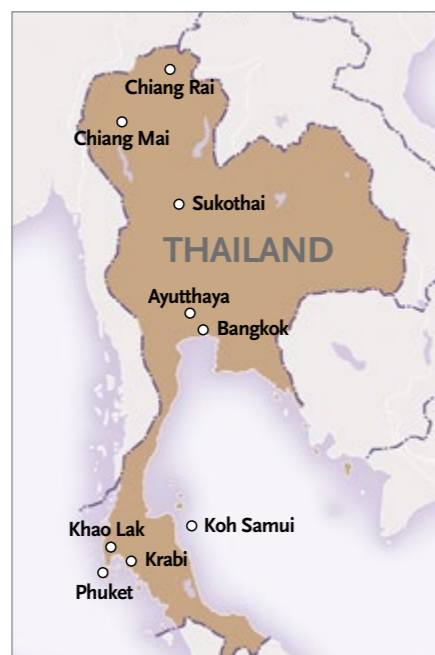 Chiang Rai
Chiang Mai
Sukothai
THAILAND
Ayutthaya
Bangkok
Koh Samui
Khao Lak
Krabi
Phuket